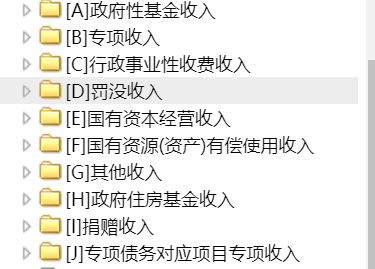 [A]政府性基金收入
[B]专项收入
[C]行政事业性收费收入
[D]罚没收入
[E]国有资本经营收入
[F]国有资源(资产)有偿使用收入
[G]其他收入
[H]政府住房基金收入
[I]捐赠收入
[J]专项债务对应项目专项收入